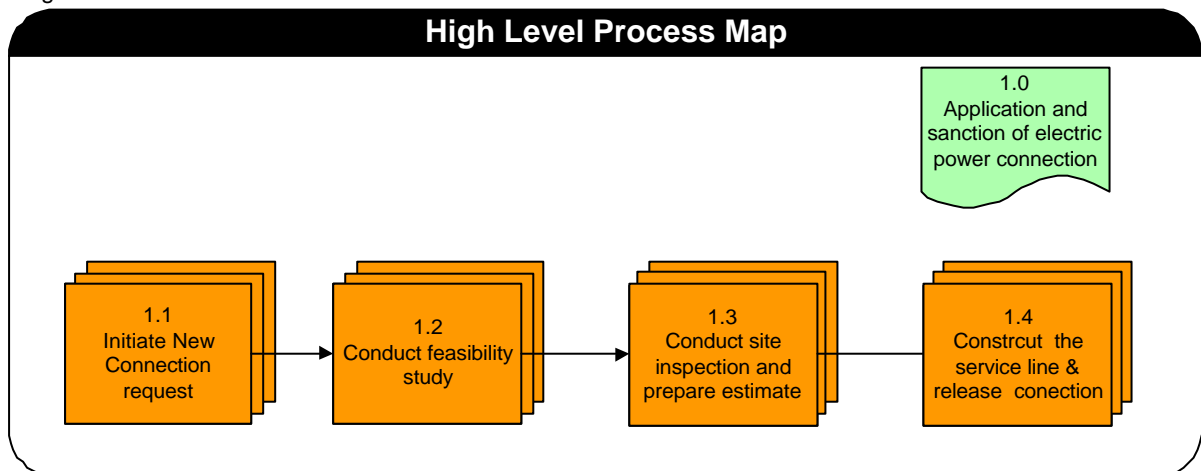 High Level Process Map
1.0
Application and
sanction of electric
power connection
1.1
Initiate New
Connection
request
1.2
Conduct feasibility
study
1.3
Conduct site
inspection and
prepare estimate
1.4
Constrcut the
service line &
release conection